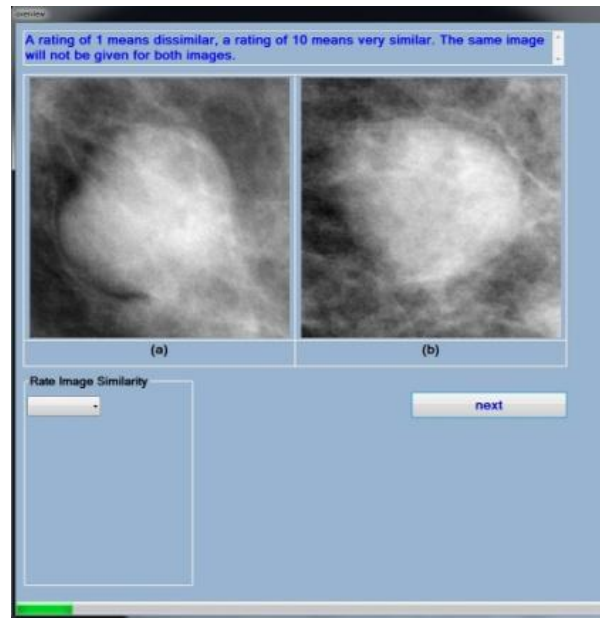 preview
A rating of 1 means dissimilar, a rating of 10 means very similar. The same image
will not be given for both images.
(a)
(b)
Rate Image Similarity
next